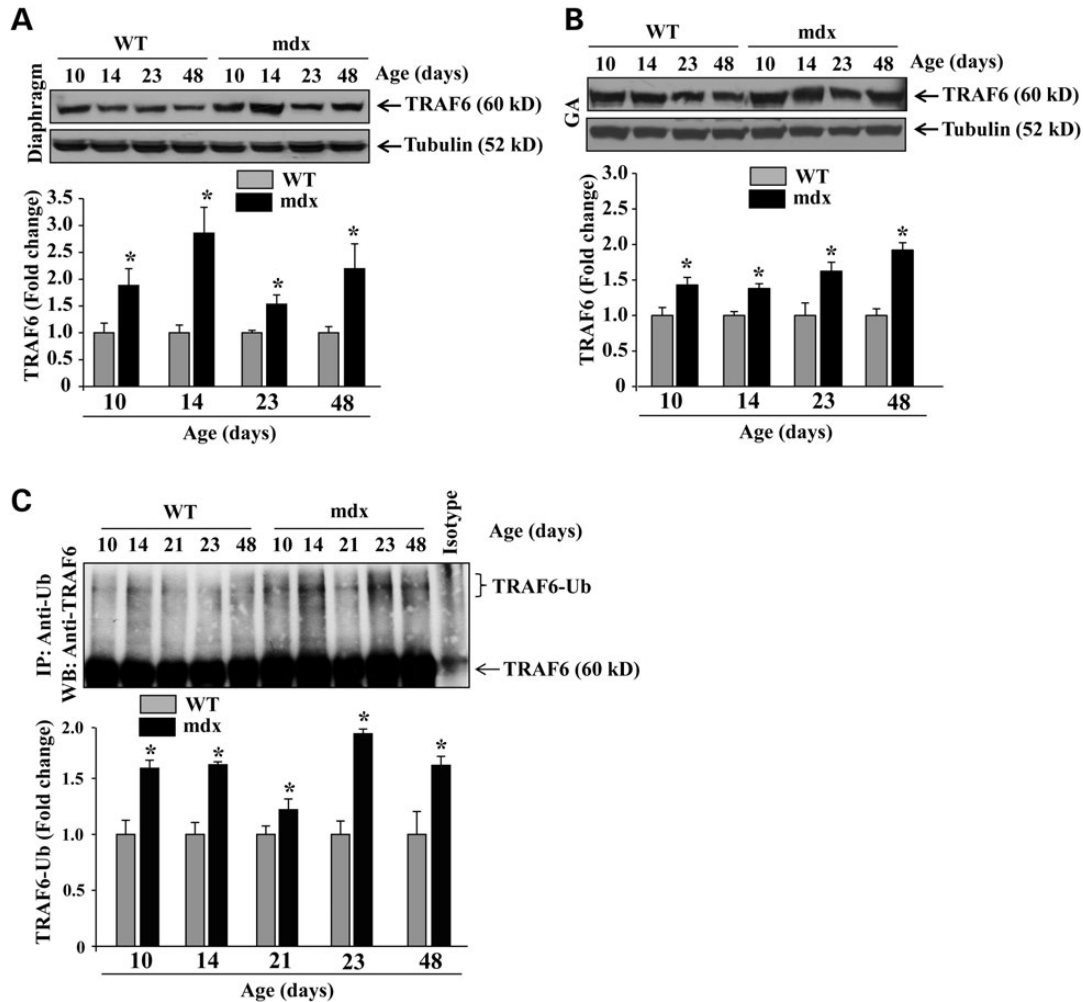 A
WT mdx
10 14 23 48 10 14 23 48 Age (days)
Diaphragm
TRAF6 (60 kD)
Tubulin (52 kD)
WT
mdx
TRAF6 (Fold change)
3.5
3.0
2.5
2.0
1.5
1.0
0.5
0
* * * *
10 14 23 48
Age (days)
B
WT mdx
10 14 23 48 10 14 23 48 Age (days)
GA
TRAF6 (60 kD)
Tubulin (52 kD)
WT
mdx
TRAF6 (Fold change)
3.0
2.5
2.0
1.5
1.0
0.5
0
* * * *
10 14 23 48
Age (days)
C
WT mdx Isotype Age (days)
10 14 21 23 48 10 14 21 23 48
IP: Anti-Ub
WB: Anti-TRAF6
TRAF6-Ub
TRAF6 (60 kD)
WT
mdx
TRAF6-Ub (Fold change)
2.0
1.5
1.0
0.5
0
* * * * *
10 14 21 23 48
Age (days)